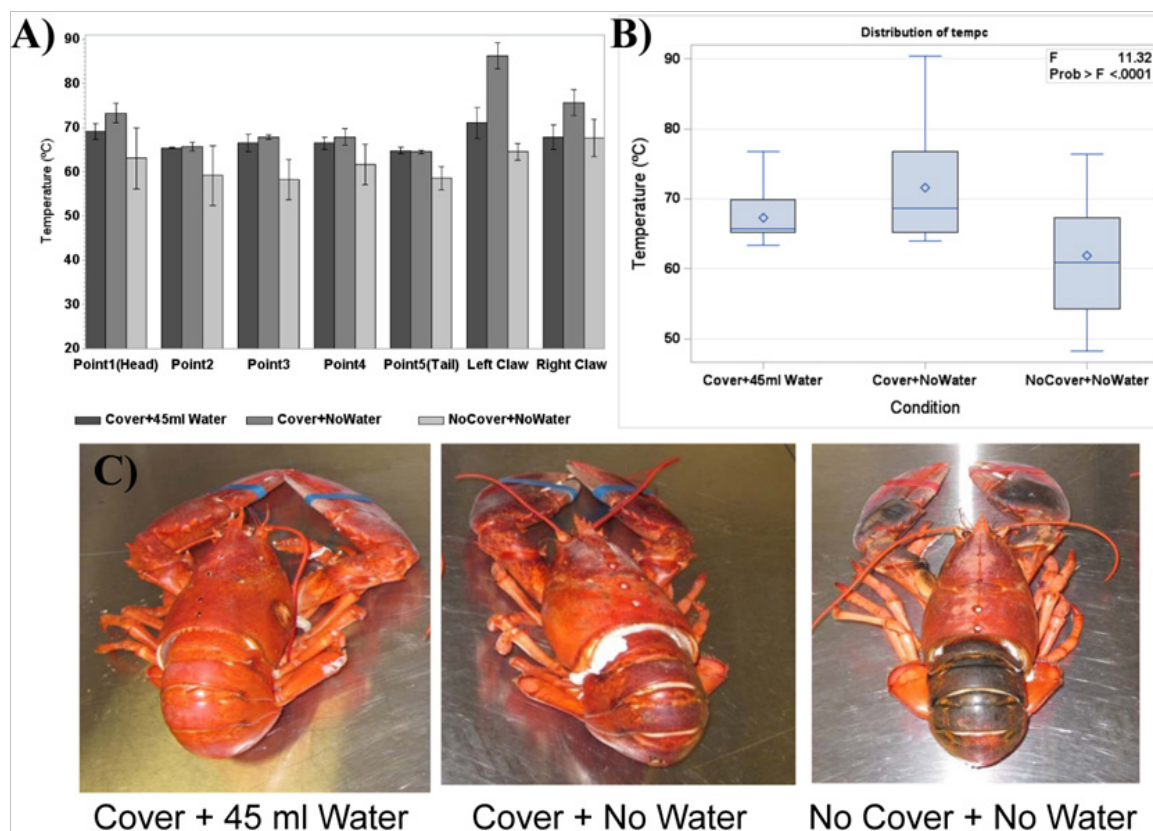 A)
90
80
70
60
50
40
30
20
Temperature (ºC)
Point1(Head) Point2 Point3 Point4 Point5(Tail) Left Claw Right Claw
Cover+45ml Water Cover+NoWater NoCover+NoWater
B)
Distribution of tempc
F 11.32
Prob > F <.0001
90
80
70
60
50
Temperature (ºC)
Cover+45ml Water Cover+NoWater NoCover+NoWater
Condition
C)
Cover + 45 ml Water
Cover + No Water
No Cover + No Water